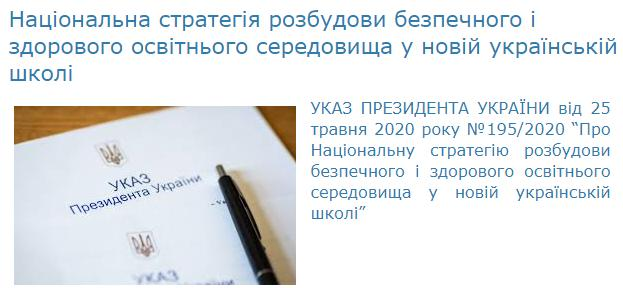 Національна стратегія розбудови безпечного і
здорового освітнього середовища у новій українській
школі
УКАЗ ПРЕЗИДЕНТА УКРАЇНИ від 25
травня 2020 року №195/2020 “Про
Національну стратегію розбудови
безпечного і здорового освітнього
середовища у новій українській
школі”
УКАЗ
Президента України
УКАЗ